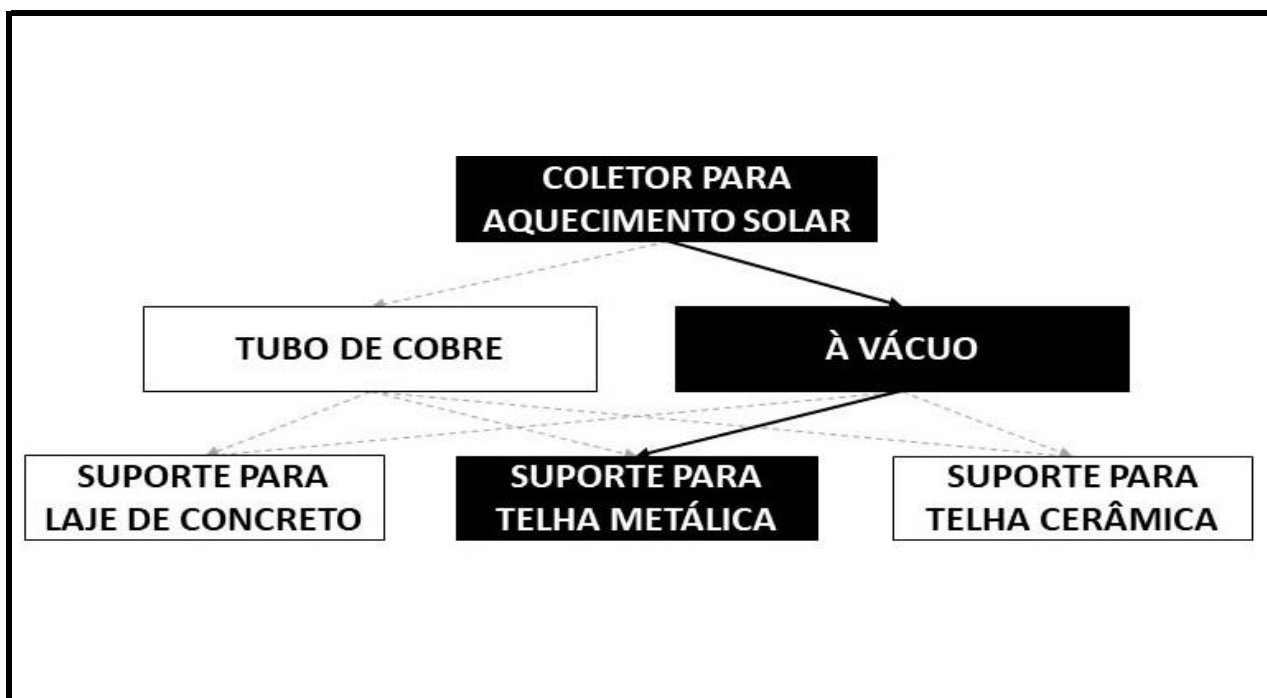 COLETOR PARA
AQUECIMENTO SOLAR
TUBO DE COBRE
À VÁCUO
SUPORTE PARA
LAJE DE CONCRETO
SUPORTE PARA
TELHA METÁLICA
SUPORTE PARA
TELHA CERÂMICA